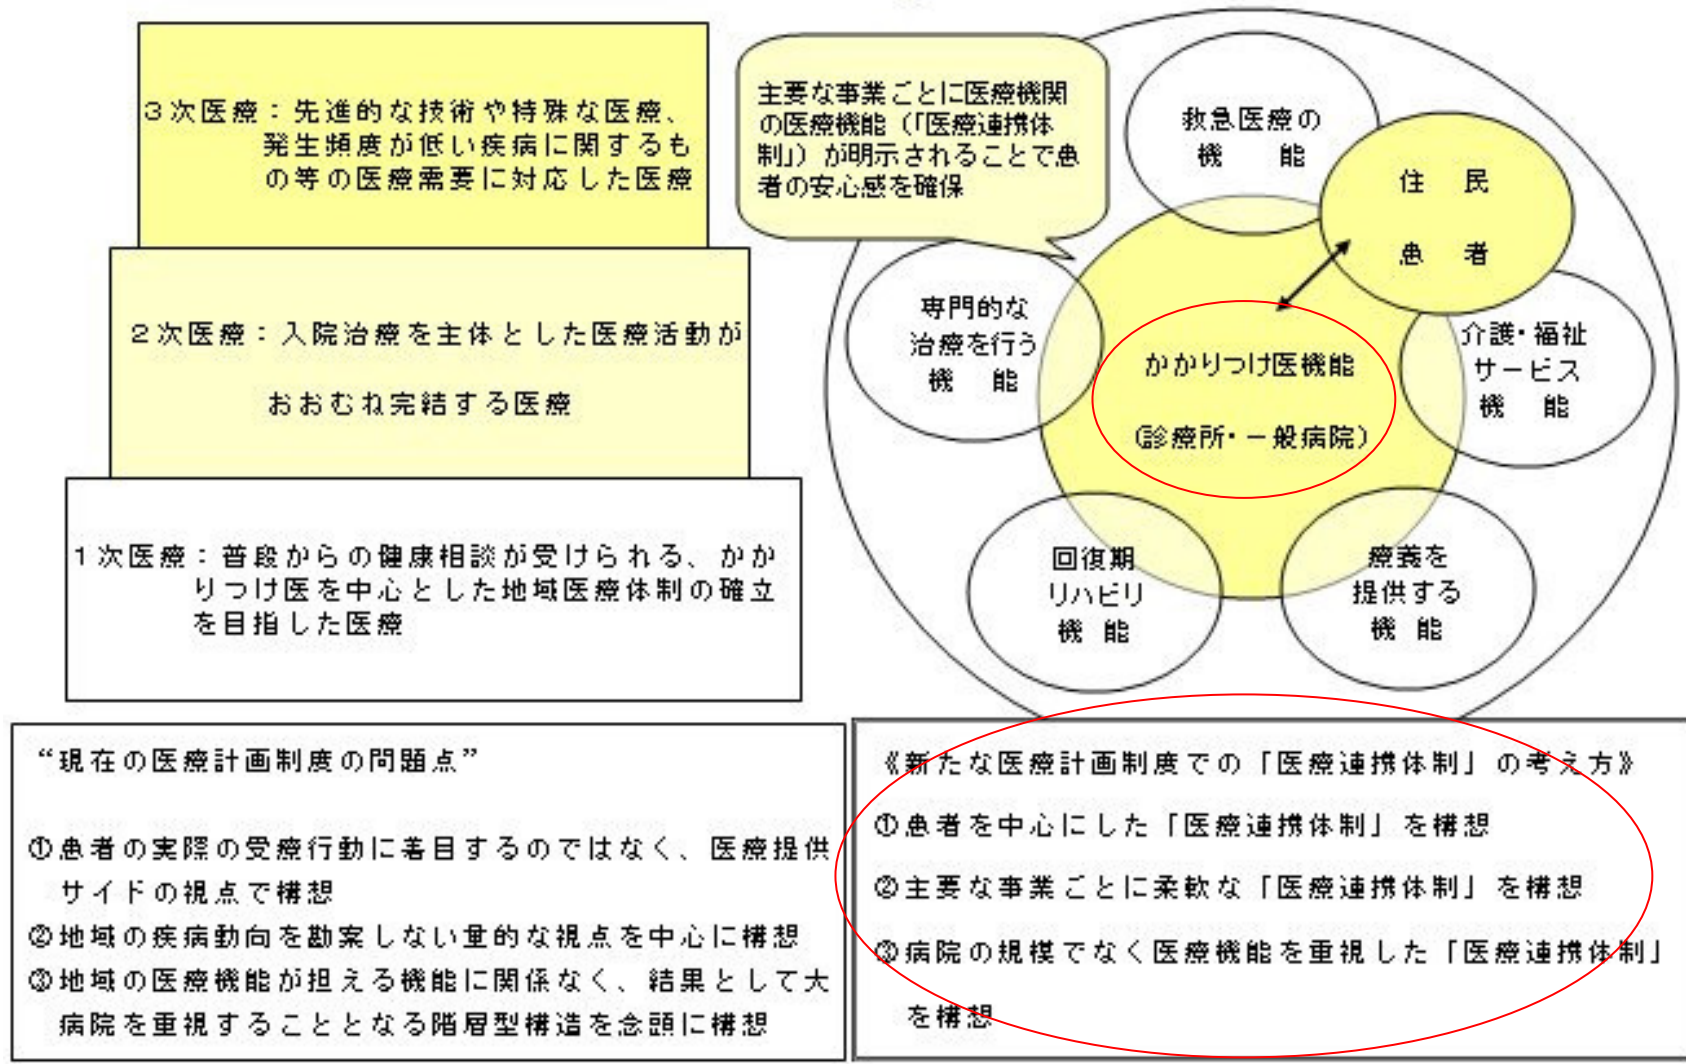 3次医療：先進的な技術や特殊な医療、
発生頻度が低い疾病に関するも
の等の医療需要に対応した医療
2次医療：入院治療を主体とした医療活動が
おおむね完結する医療
1次医療：普段からの健康相談が受けられる、かか
りつけ医を中心とした地域医療体制の確立
を目指した医療
主要な事業ごとに医療機関
の医療機能（「医療連携体
制」）が明示されることで患
者の安心感を確保
救急医療の
機　能
住　民
患　者
専門的な
治療を行う
機　能
かかりつけ医機能
（診療所・一般病院）
介護・福祉
サービス
機　能
回復期
リハビリ
機　能
療養を
提供する
機　能
“現在の医療計画制度の問題点”
①患者の実際の受療行動に着目するのではなく、医療提供
サイドの視点で構想
②地域の疾病動向を勘案しない量的な視点を中心に構想
③地域の医療機能が担える機能に関係なく、結果として大
病院を重視することとなる階層型構造を念頭に構想
《新たな医療計画制度での「医療連携体制」の考え方》
①患者を中心にした「医療連携体制」を構想
②主要な事業ごとに柔軟な「医療連携体制」を構想
③病院の規模でなく医療機能を重視した「医療連携体制」
を構想